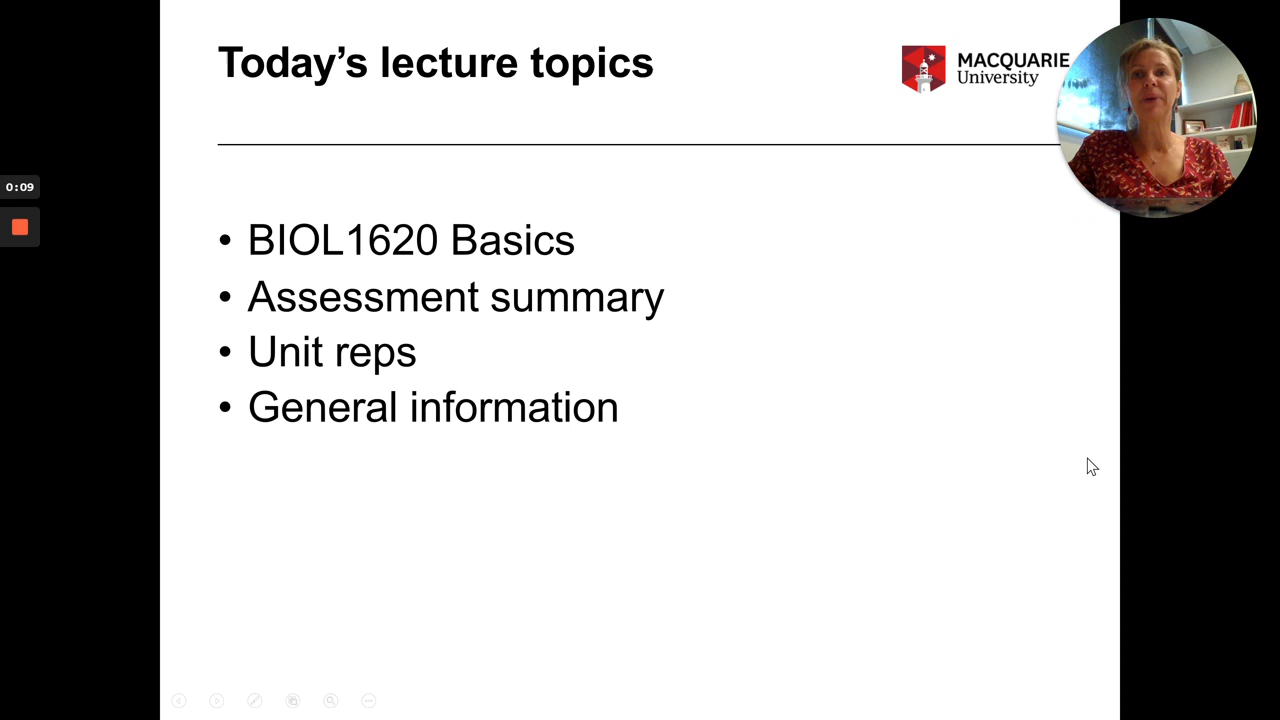 Today’s lecture topics
MACQUARIE
University
0:09
• BIOL1620 Basics
• Assessment summary
• Unit reps
• General information